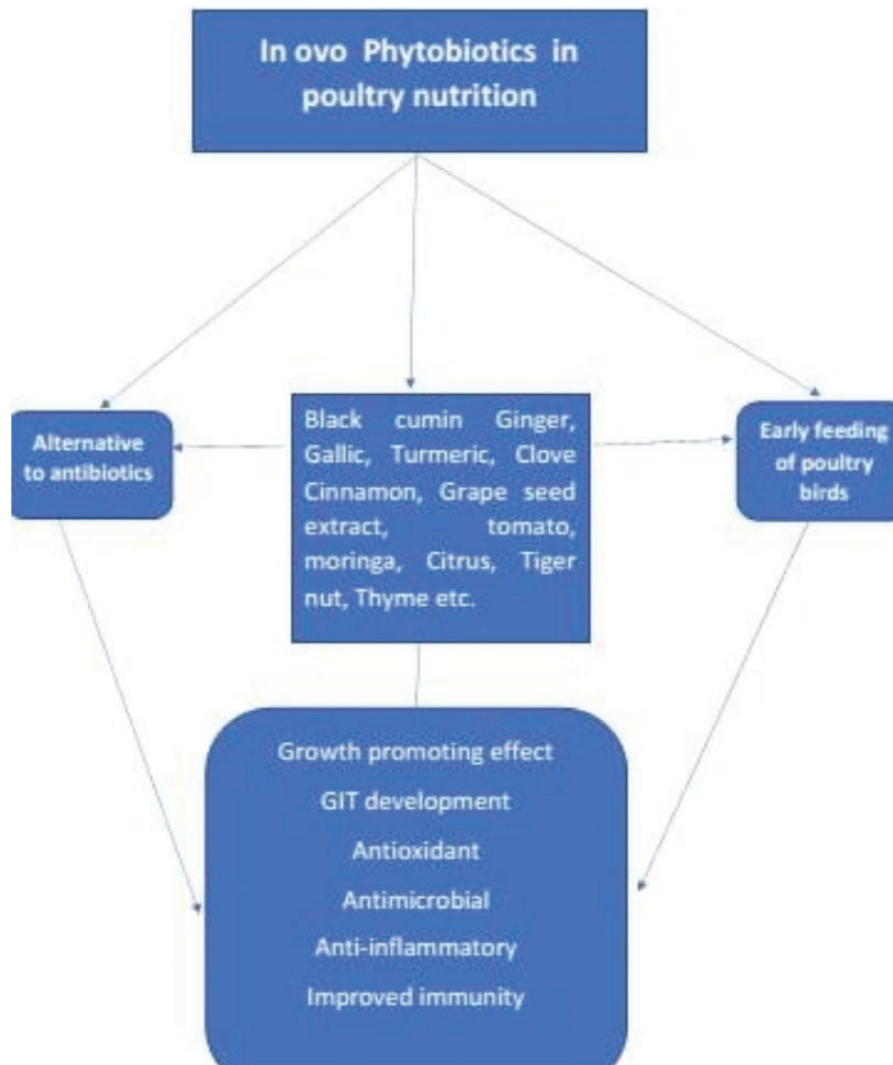 In ovo Phytobiotics in
poultry nutrition
Alternative
to antibiotics
Black cumin Ginger,
Gallic, Turmeric, Clove
Cinnamon, Grape seed
extract, tomato,
moringa, Citrus, Tiger
nut, Thyme etc.
Early feeding
of poultry
birds
Growth promoting effect
GIT development
Antioxidant
Antimicrobial
Anti-inflammatory
Improved immunity